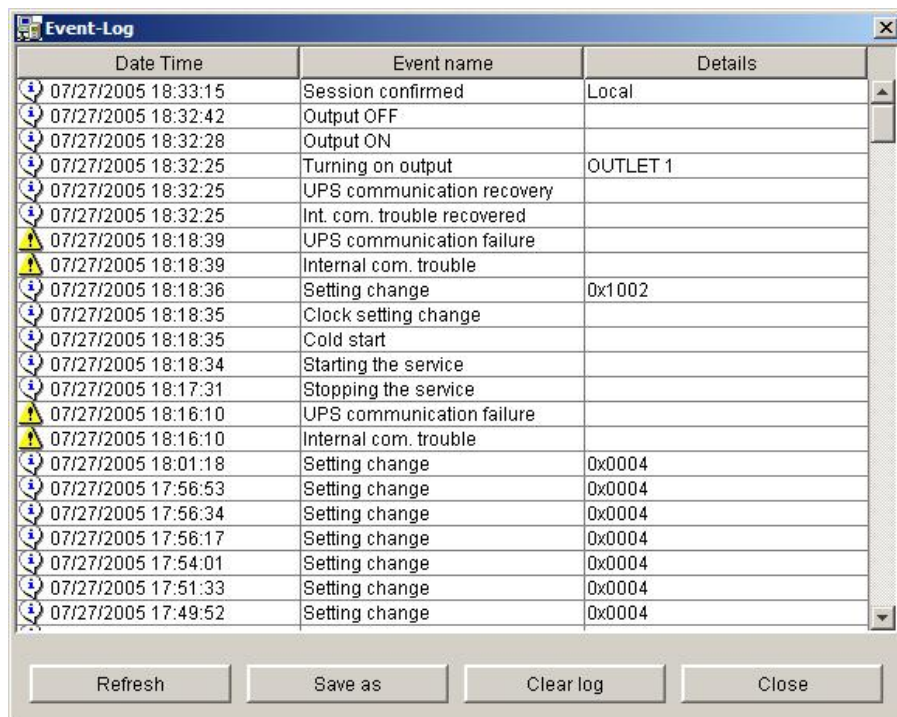 Event-Log
Date Time Event name Details
07/27/2005 18:33:15 Session confirmed Local
07/27/2005 18:32:42 Output OFF
07/27/2005 18:32:28 Output ON
07/27/2005 18:32:25 Turning on output OUTLET 1
07/27/2005 18:32:25 UPS communication recovery
07/27/2005 18:32:25 Int. com. trouble recovered
07/27/2005 18:18:39 UPS communication failure
07/27/2005 18:18:39 Internal com. trouble
07/27/2005 18:18:36 Setting change 0x1002
07/27/2005 18:18:35 Clock setting change
07/27/2005 18:18:35 Cold start
07/27/2005 18:18:34 Starting the service
07/27/2005 18:17:31 Stopping the service
07/27/2005 18:16:10 UPS communication failure
07/27/2005 18:16:10 Internal com. trouble
07/27/2005 18:01:18 Setting change 0x0004
07/27/2005 17:56:53 Setting change 0x0004
07/27/2005 17:56:34 Setting change 0x0004
07/27/2005 17:56:17 Setting change 0x0004
07/27/2005 17:54:01 Setting change 0x0004
07/27/2005 17:51:33 Setting change 0x0004
07/27/2005 17:49:52 Setting change 0x0004
Refresh Save as Clear log Close